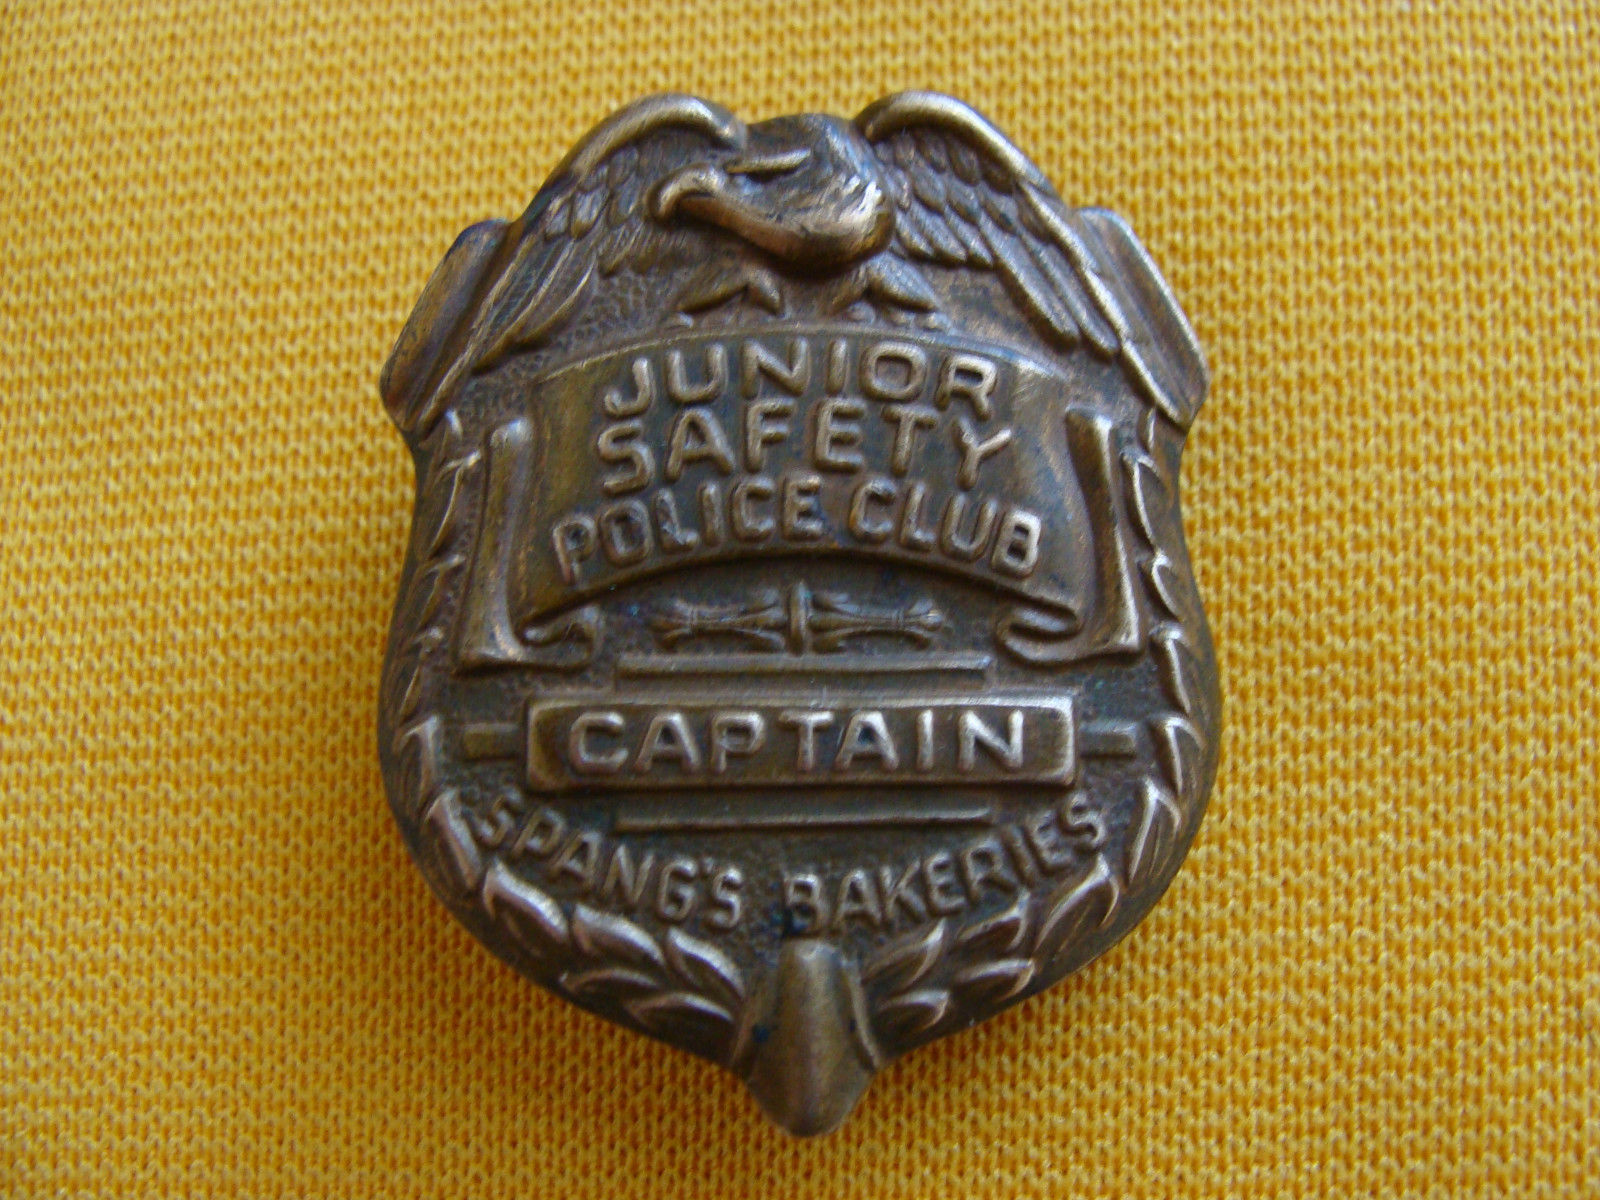 JUNIOR
SAFETY
POLICE CLUB
CAPTAIN
SPANG'S BAKERIES